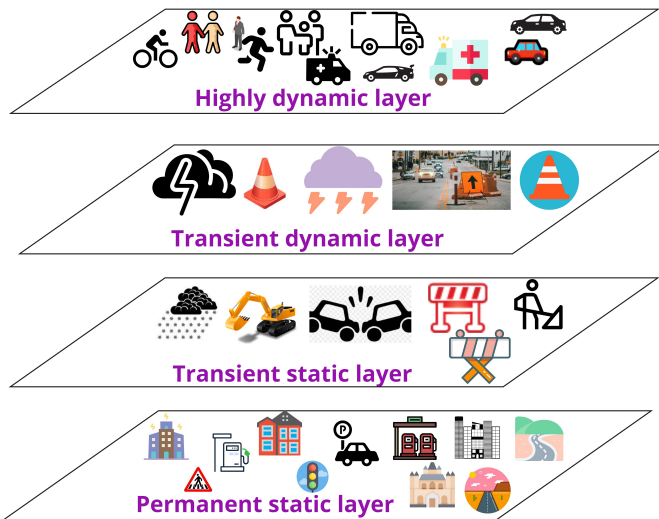 Highly dynamic layer
Transient dynamic layer
Transient static layer
P
Permanent static layer